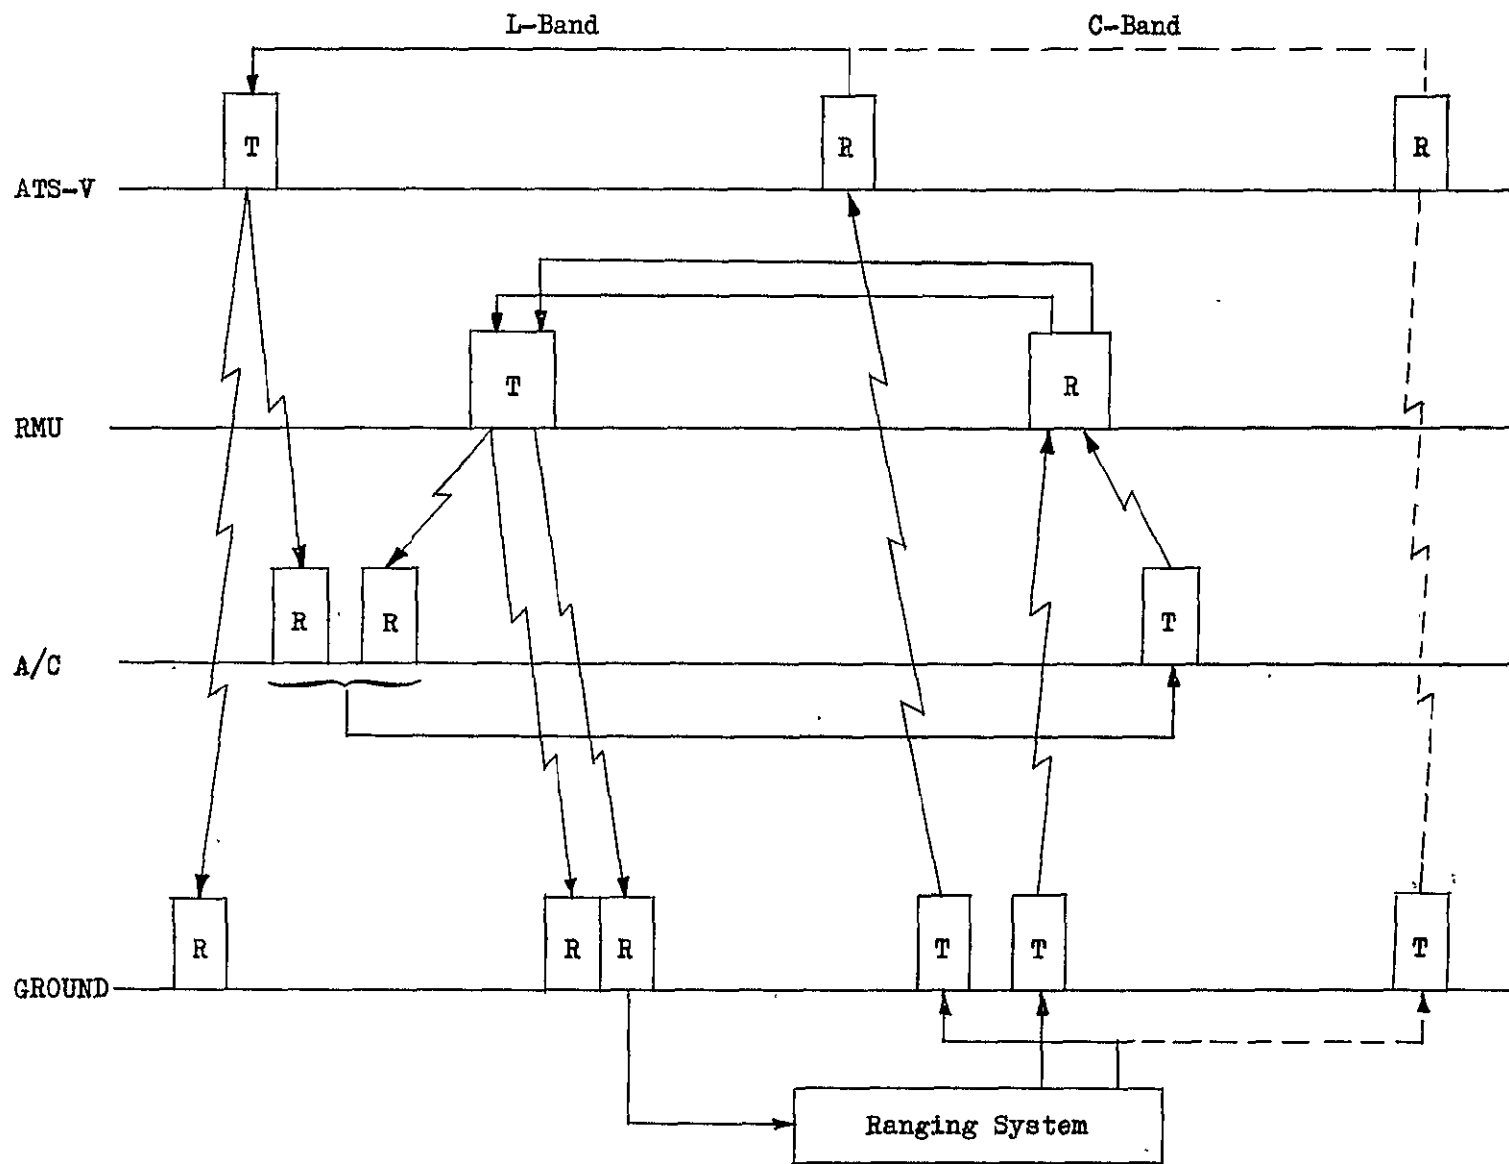 L-Band
C-Band
T
R
R
ATS-V
T
R
RMU
R
R
T
A/C
R
R
R
T
T
T
GROUND
Ranging System